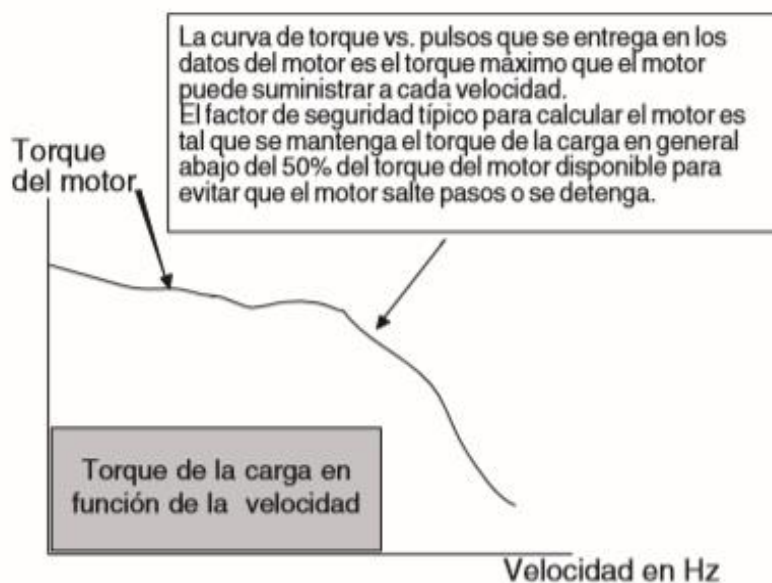 La curva de torque vs. pulsos que se entrega en los
datos del motor es el torque máximo que el motor
puede suministrar a cada velocidad.
El factor de seguridad típico para calcular el motor es
tal que se mantenga el torque de la carga en general
abajo del 50% del torque del motor disponible para
evitar que el motor salte pasos o se detenga.
Torque
del motor
Torque de la carga en
función de la velocidad
Velocidad en Hz